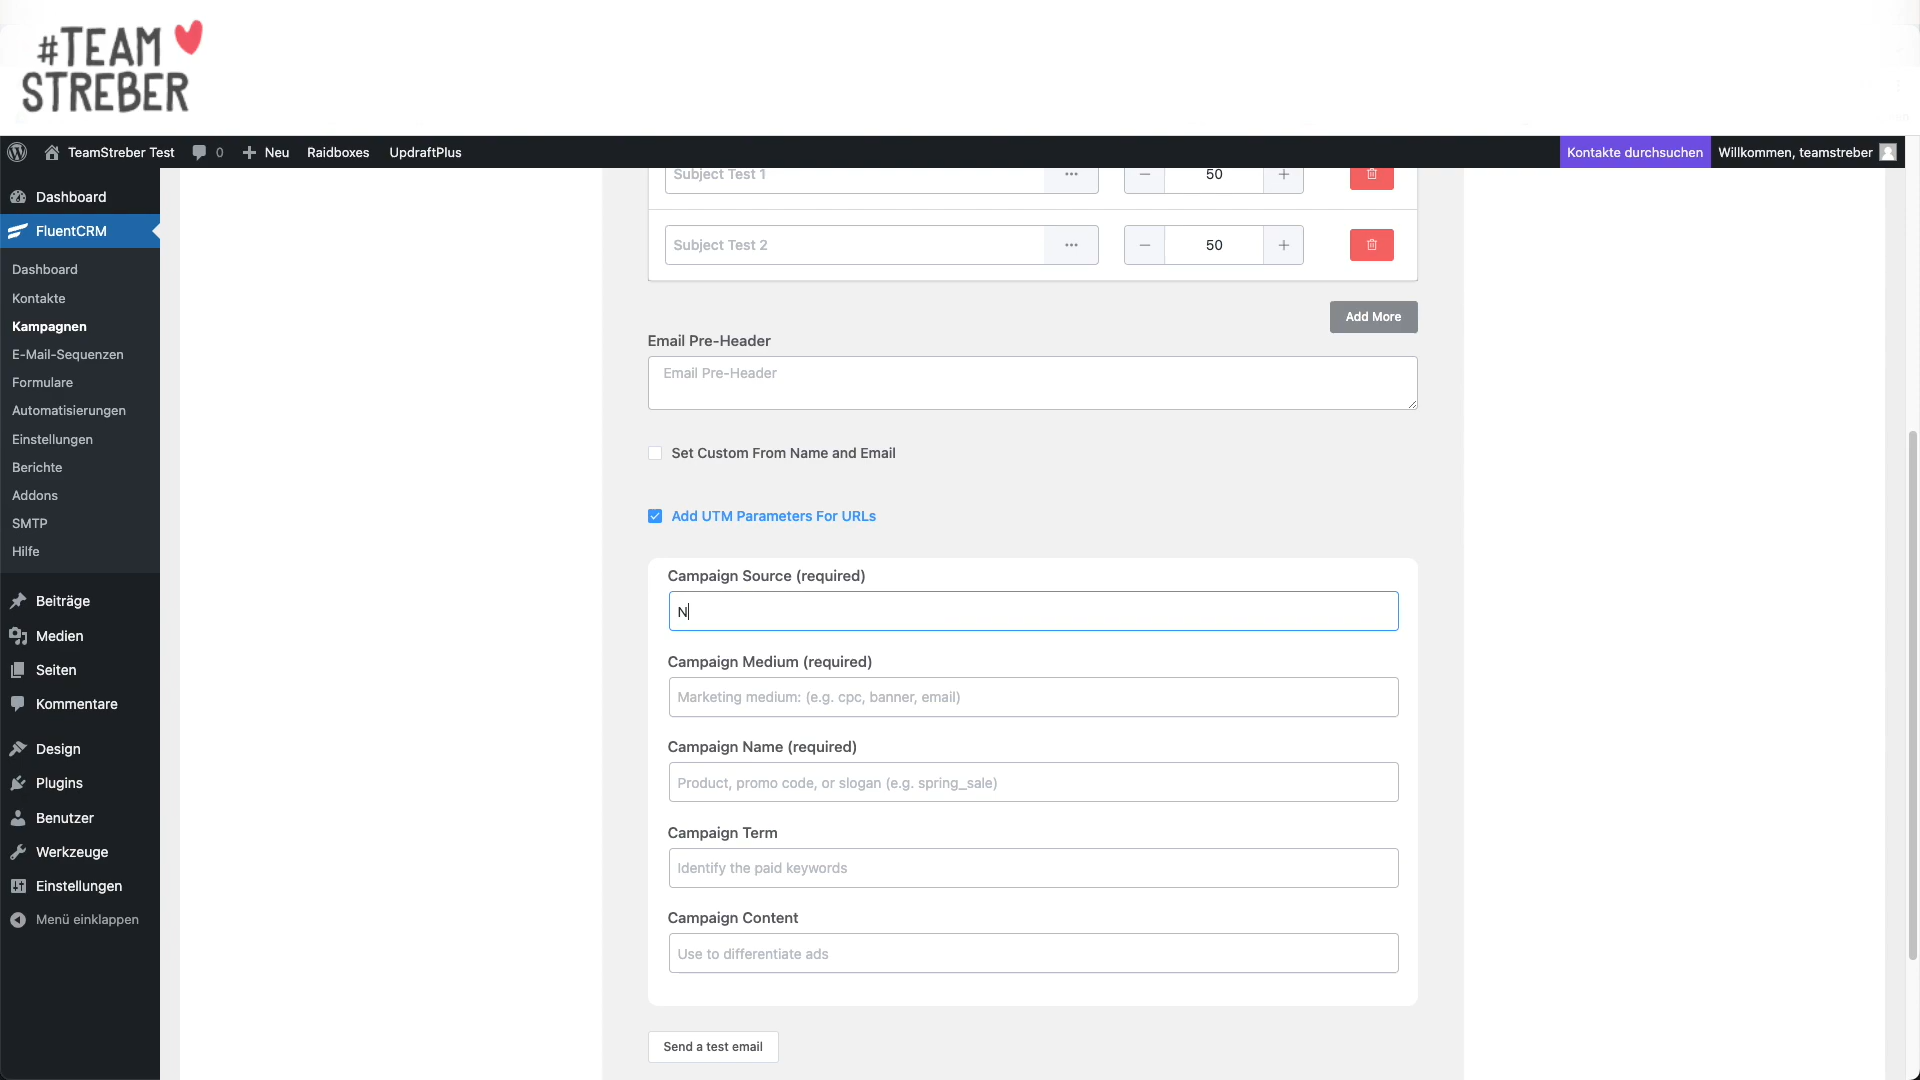 #TEAM
STREBER
TeamStreber Test
0
Neu
Raidboxes
UpdraftPlus
Kontakte durchsuchen
Willkommen, teamstreber
Dashboard
FluentCRM
Dashboard
Kontakte
Kampagnen
E-Mail-Sequenzen
Formulare
Automatisierungen
Einstellungen
Berichte
Addons
SMTP
Hilfe
Beiträge
Medien
Seiten
Kommentare
Design
Plugins
Benutzer
Werkzeuge
Einstellungen
Menü einklappen
Subject Test 1
50
Subject Test 2
50
Add More
Email Pre-Header
Email Pre-Header
Set Custom From Name and Email
Add UTM Parameters For URLs
Campaign Source (required)
N
Campaign Medium (required)
Marketing medium: (e.g. cpc, banner, email)
Campaign Name (required)
Product, promo code, or slogan (e.g. spring_sale)
Campaign Term
Identify the paid keywords
Campaign Content
Use to differentiate ads
Send a test email